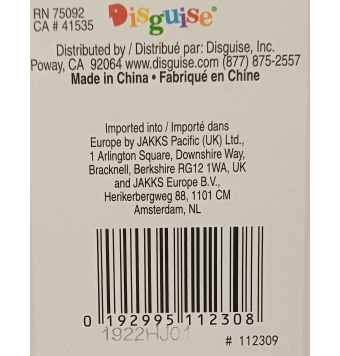 RN 75092
CA # 41535
Disguise®
Distributed by / Distribué par: Disguise, Inc.
Poway, CA 92064 www.disguise.com (877) 875-2557
Made in China • Fabriqué en Chine
Imported into / Importé dans
Europe by JAKKS Pacific (UK) Ltd.,
1 Arlington Square, Downshire Way,
Bracknell, Berkshire RG12 1WA, UK
and JAKKS Europe B.V.,
Herikerbergweg 88, 1101 CM
Amsterdam, NL
0 192995 112308
1922HJ01
# 112309